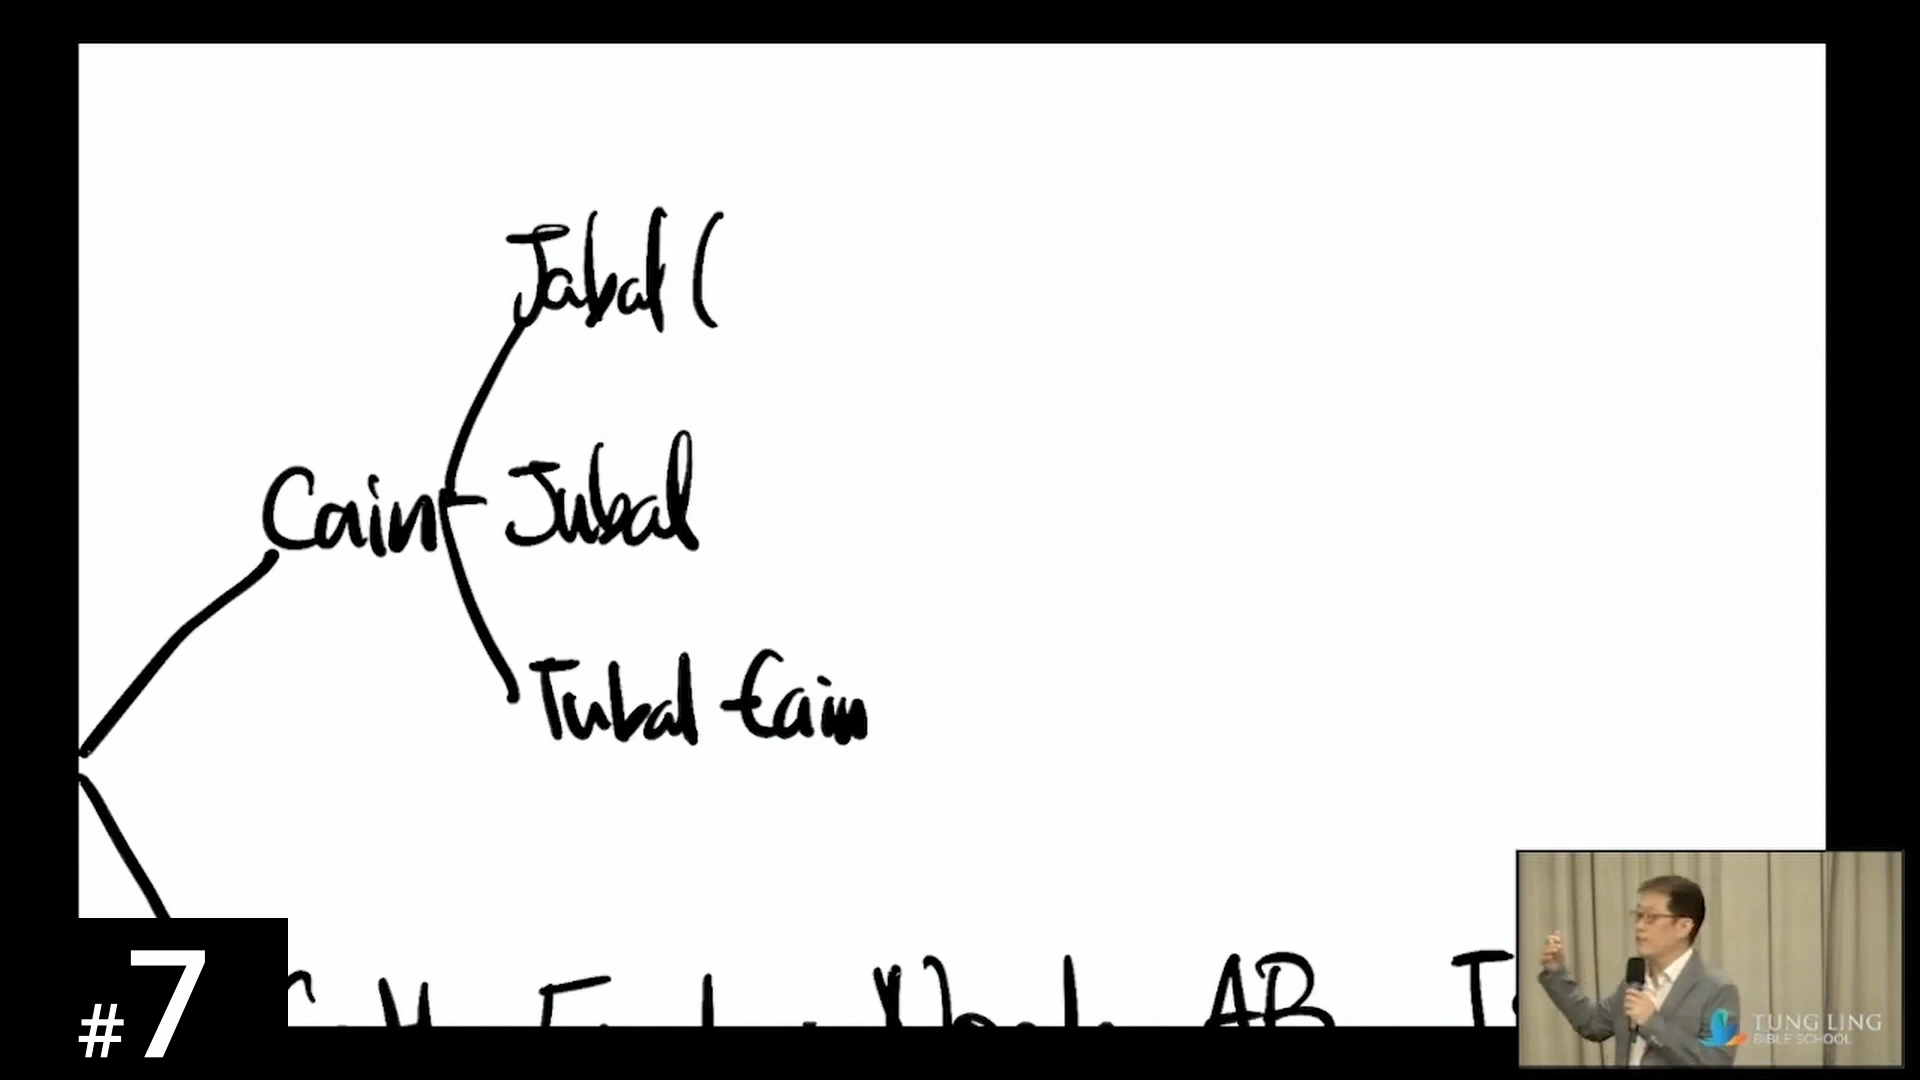 Jabal (
Cain
Jubal
Tubal-Cain
AB
#7
TUNG LING
BIBLE SCHOOL